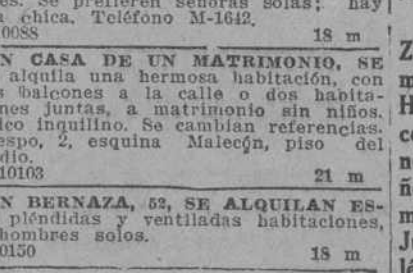 es. Se prefieren señoras solas; hay
a chica. Teléfono M-1642.
0088 18 m
N CASA DE UN MATRIMONIO, SE
alquila una hermosa habitación, con
s balcones a la calle o dos habita-
nes juntas, a matrimonio sin niños.
ico inquilino. Se cambian referencias.
espo, 2, esquina Malecón, piso del
dio.
10103 21 m
N BERNAZA, 52, SE ALQUILAN ES-
pléndidas y ventiladas habitaciones,
hombres solos.
0150 18 m
Z
m
H
c
n
ñ
m
J